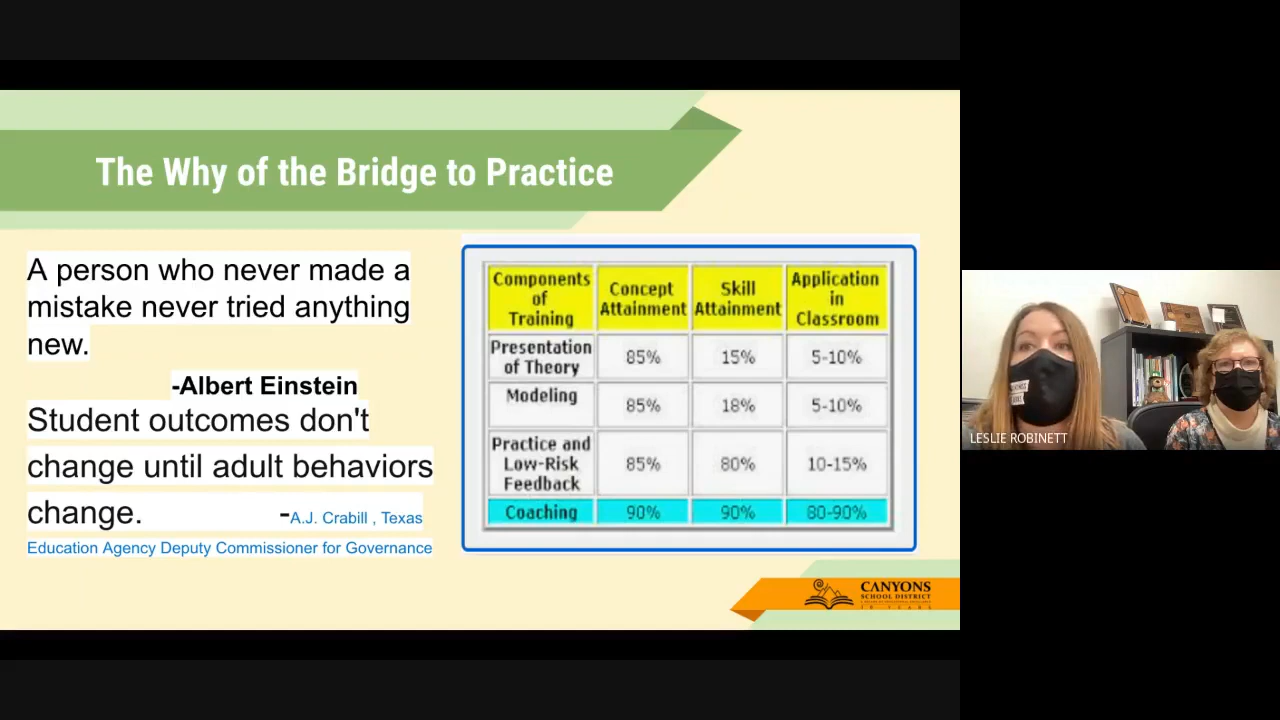 The Why of the Bridge to Practice
A person who never made a
mistake never tried anything
new.
-Albert Einstein
Student outcomes don't
change until adult behaviors
change. -A.J. Crabill , Texas
Education Agency Deputy Commissioner for Governance
Components of Training Concept Attainment Skill Attainment Application in Classroom
Presentation of Theory 85% 15% 5-10%
Modeling 85% 18% 5-10%
Practice and Low-Risk Feedback 85% 80% 10-15%
Coaching 90% 90% 80-90%
CANYONS
SCHOOL DISTRICT
LESLIE ROBINETT